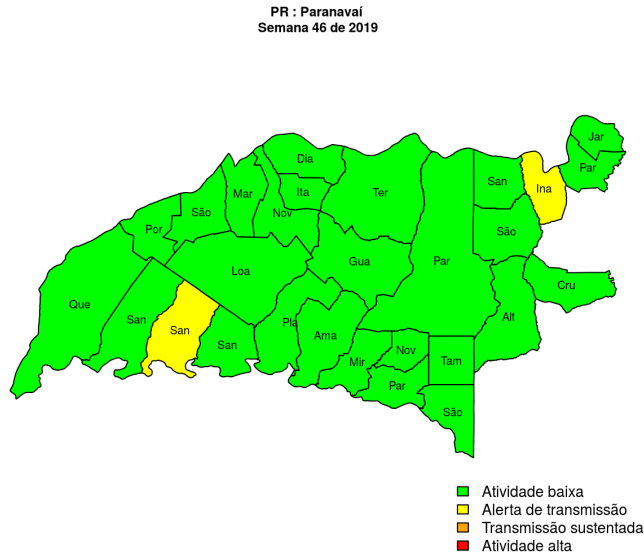 PR : Paranavaí
Semana 46 de 2019
Jar
Par
Dia
San
Ina
Mar
Ita
Ter
São
Nov
Por
São
Par
Gua
Loa
Cru
Que
San
San
Pla
Alt
Ama
San
Nov
Mir
Tam
Par
São
Atividade baixa
Alerta de transmissão
Transmissão sustentada
Atividade alta